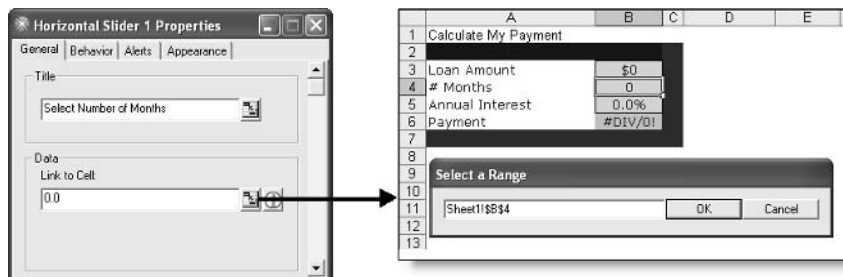 Horizontal Slider 1 Properties
General Behavior Alerts Appearance
Title
Select Number of Months
Data
Link to Cell:
0.0
A B C D E
1 Calculate My Payment
2
3 Loan Amount $0
4 # Months 0
5 Annual Interest 0.0%
6 Payment #DIV/0!
7
8
9
10
11
12
13
Select a Range
Sheet1!$B$4
OK Cancel